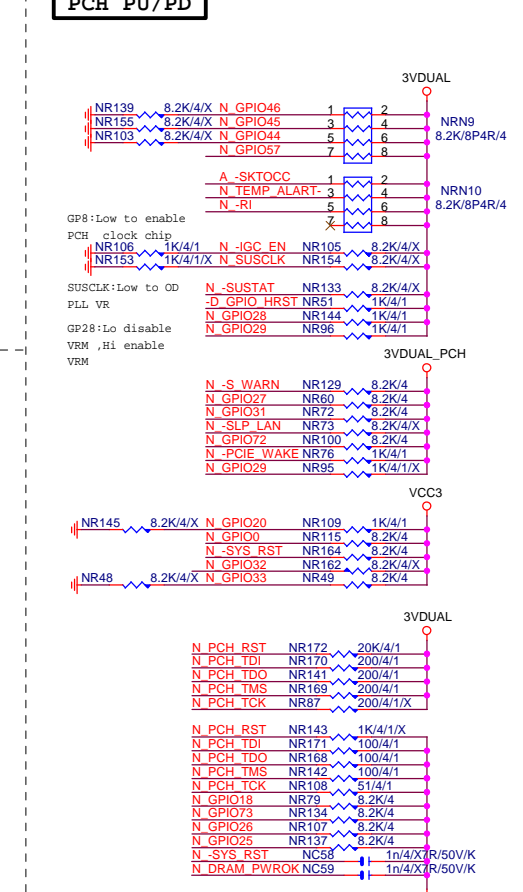 PCH PU/PD
3VDUAL
NR139 8.2K/4/X N_GPIO46 1 2
NR155 8.2K/4/X N_GPIO45 3 4 NRN9
NR103 8.2K/4/X N_GPIO44 5 6 8.2K/8P4R/4
N_GPIO57 7 8
A_-SKTOCC 1 2
N_TEMP_ALART- 3 4 NRN10
N_-RI 5 6 8.2K/8P4R/4
7 8
GP8:Low to enable
PCH clock chip
NR106 1K/4/1 N_-IGC_EN NR105 8.2K/4/X
NR153 1K/4/1/X N_SUSCLK NR154 8.2K/4/X
SUSCLK:Low to OD
PLL VR
N_-SUSTAT NR133 8.2K/4/X
-D_GPIO_HRST NR51 1K/4/1
N_GPIO28 NR144 1K/4/1
N_GPIO29 NR96 1K/4/1
GP28:Lo disable
VRM ,Hi enable
VRM
3VDUAL_PCH
N_-S_WARN NR129 8.2K/4
N_GPIO27 NR60 8.2K/4
N_GPIO31 NR72 8.2K/4
N_-SLP_LAN NR73 8.2K/4/X
N_GPIO72 NR100 8.2K/4
N_-PCIE_WAKE NR76 1K/4/1
N_GPIO29 NR95 1K/4/1/X
VCC3
NR145 8.2K/4/X N_GPIO20 NR109 1K/4/1
N_GPIO0 NR115 8.2K/4
N_-SYS_RST NR164 8.2K/4
N_GPIO32 NR162 8.2K/4/X
NR48 8.2K/4/X N_GPIO33 NR49 8.2K/4
3VDUAL
N_PCH_RST NR172 20K/4/1
N_PCH_TDI NR170 200/4/1
N_PCH_TDO NR141 200/4/1
N_PCH_TMS NR169 200/4/1
N_PCH_TCK NR87 200/4/1/X
N_PCH_RST NR143 1K/4/1/X
N_PCH_TDI NR171 100/4/1
N_PCH_TDO NR168 100/4/1
N_PCH_TMS NR142 100/4/1
N_PCH_TCK NR108 51/4/1
N_GPIO18 NR79 8.2K/4
N_GPIO73 NR134 8.2K/4
N_GPIO26 NR107 8.2K/4
N_GPIO25 NR137 8.2K/4
N_-SYS_RST NC58 1n/4/X7R/50V/K
N_DRAM_PWROK NC59 1n/4/X7R/50V/K